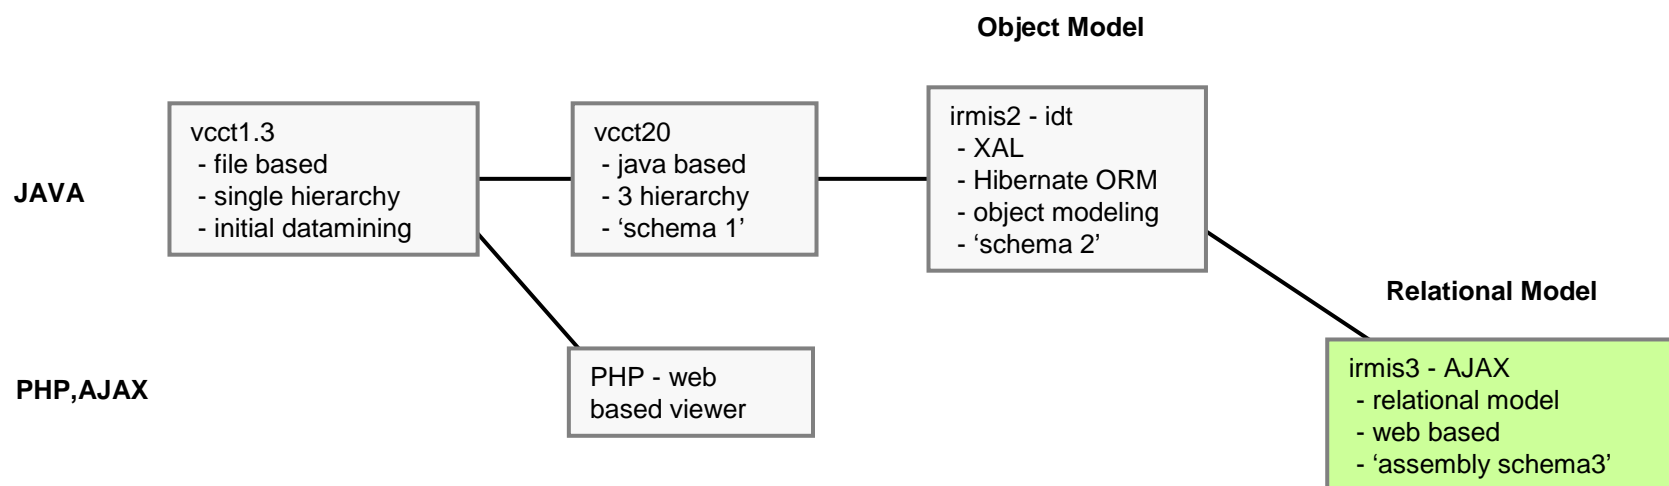 Object Model
JAVA
vcct1.3
- file based
- single hierarchy
- initial datamining
vcct20
- java based
- 3 hierarchy
- ‘schema 1’
irmis2 - idt
- XAL
- Hibernate ORM
- object modeling
- ‘schema 2’
Relational Model
PHP,AJAX
PHP - web
based viewer
irmis3 - AJAX
- relational model
- web based
- ‘assembly schema3’